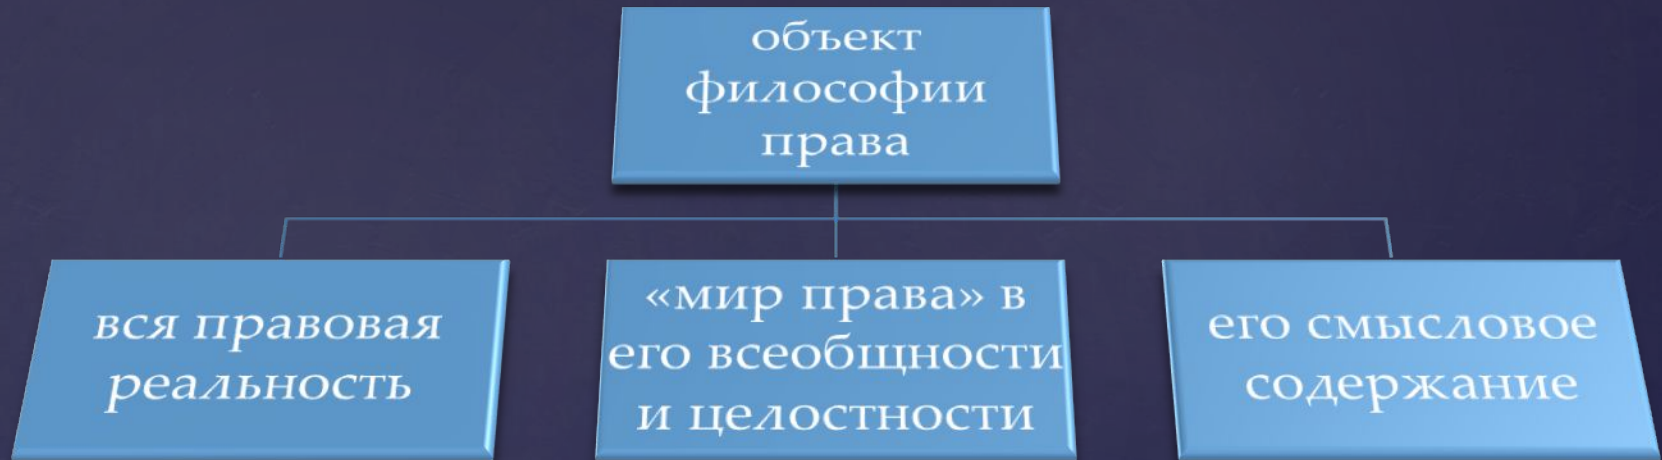 объект
философии
права
вся правовая
реальность
«мир права» в
его всеобщности
и целостности
его смысловое
содержание